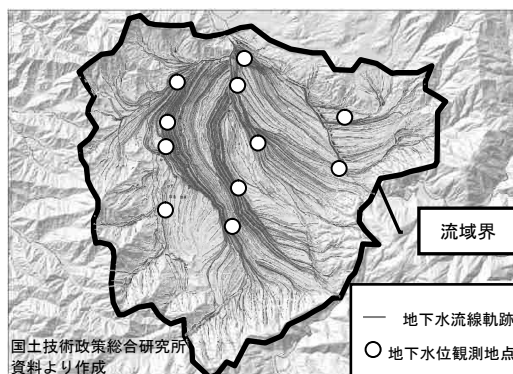 流域界
地下水流線軌跡
地下水位観測地点
国土技術政策総合研究所
資料より作成